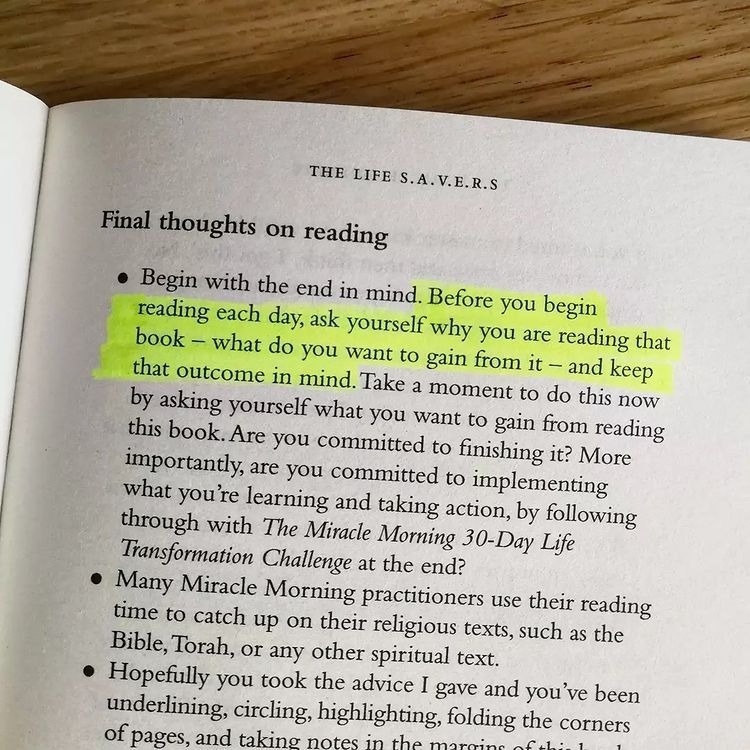 THE LIFE S.A.V.E.R.S
Final thoughts on reading
• Begin with the end in mind. Before you begin
reading each day, ask yourself why you are reading that
book – what do you want to gain from it – and keep
that outcome in mind. Take a moment to do this now
by asking yourself what you want to gain from reading
this book. Are you committed to finishing it? More
importantly, are you committed to implementing
what you're learning and taking action, by following
through with The Miracle Morning 30-Day Life
Transformation Challenge at the end?
• Many Miracle Morning practitioners use their reading
time to catch up on their religious texts, such as the
Bible, Torah, or any other spiritual text.
• Hopefully you took the advice I gave and you've been
underlining, circling, highlighting, folding the corners
of pages, and taking notes in the margins of this